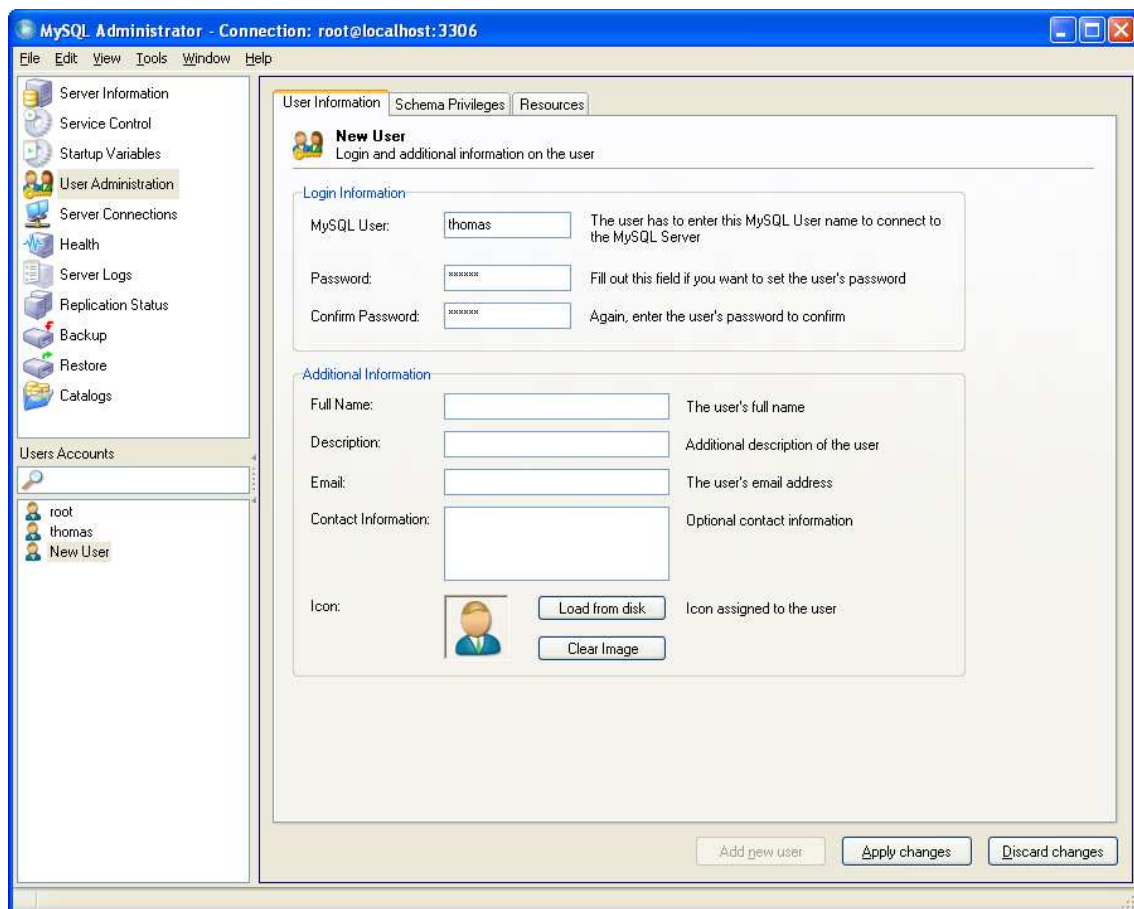 MySQL Administrator - Connection: root@localhost:3306
File Edit View Tools Window Help
Server Information
Service Control
Startup Variables
User Administration
Server Connections
Health
Server Logs
Replication Status
Backup
Restore
Catalogs
Users Accounts
root
thomas
New User
User Information Schema Privileges Resources
New User
Login and additional information on the user
Login Information
MySQL User: thomas The user has to enter this MySQL User name to connect to
the MySQL Server
Password: ****** Fill out this field if you want to set the user's password
Confirm Password: ****** Again, enter the user's password to confirm
Additional Information
Full Name: The user's full name
Description: Additional description of the user
Email: The user's email address
Contact Information: Optional contact information
Icon: Load from disk Icon assigned to the user
Clear Image
Add new user Apply changes Discard changes